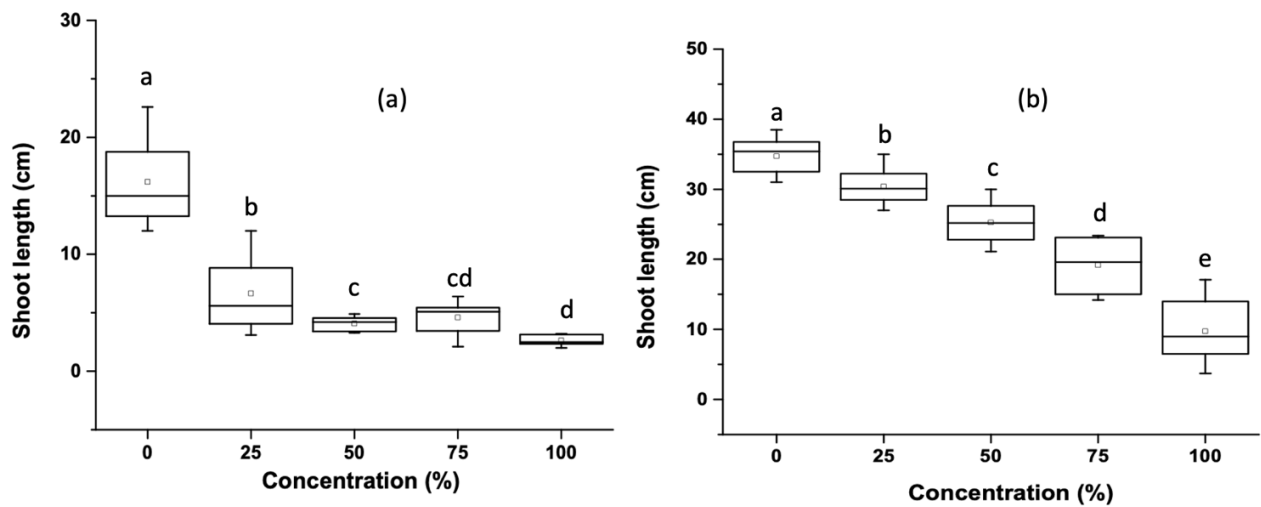 30
20
10
0
a
b
c
cd
d
(a)
Shoot length (cm)
0 25 50 75 100
Concentration (%)
50
40
30
20
10
0
a
b
c
d
e
(b)
Shoot length (cm)
0 25 50 75 100
Concentration (%)